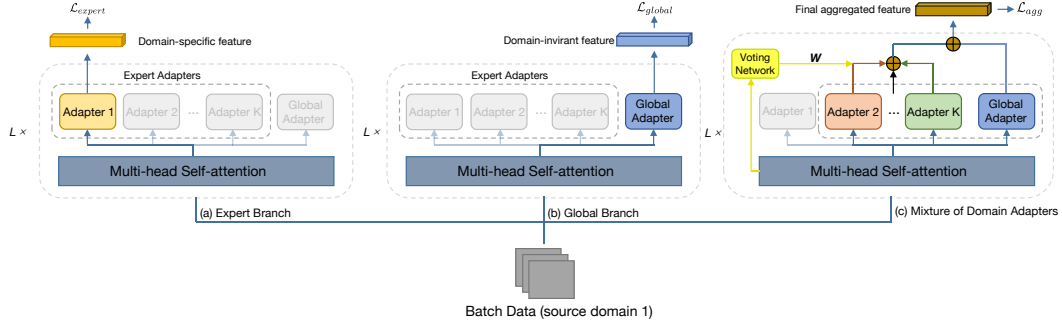 ℒ_expert
Domain-specific feature
Expert Adapters
Adapter 1
Adapter 2
...
Adapter K
Global Adapter
L ×
Multi-head Self-attention
(a) Expert Branch
ℒ_global
Domain-invirant feature
Expert Adapters
Adapter 1
Adapter 2
...
Adapter K
Global Adapter
L ×
Multi-head Self-attention
(b) Global Branch
Final aggregated feature
ℒ_agg
Voting Network
W
Adapter 1
Adapter 2
...
Adapter K
Global Adapter
L ×
Multi-head Self-attention
(c) Mixture of Domain Adapters
Batch Data (source domain 1)